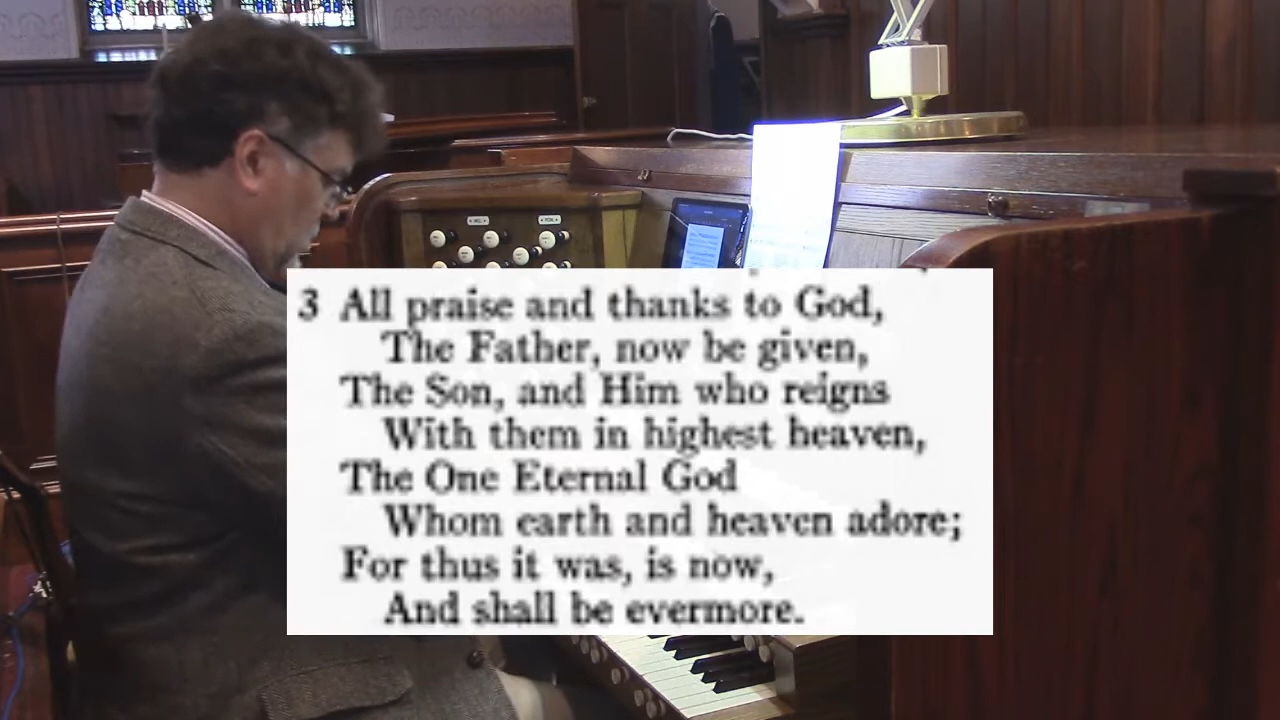 3 All praise and thanks to God,
The Father, now be given,
The Son, and Him who reigns
With them in highest heaven,
The One Eternal God
Whom earth and heaven adore;
For thus it was, is now,
And shall be evermore.